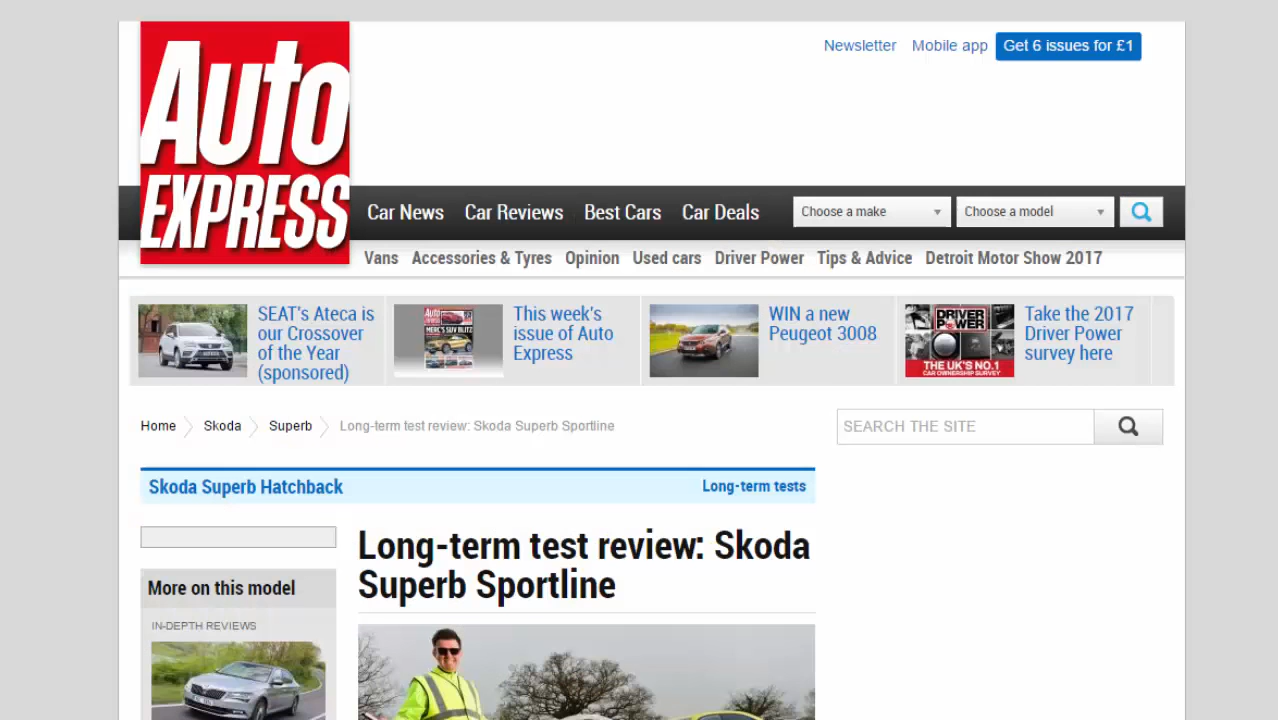 Newsletter Mobile app Get 6 issues for £1
Auto
EXPRESS
Car News Car Reviews Best Cars Car Deals Choose a make Choose a model
Vans Accessories & Tyres Opinion Used cars Driver Power Tips & Advice Detroit Motor Show 2017
SEAT's Ateca is
our Crossover
of the Year
(sponsored)
Auto
EXPRESS
MERC'S SUV BLITZ
This week's
issue of Auto
Express
WIN a new
Peugeot 3008
DRIVER
POWER
THE UK'S NO.1
CAR OWNERSHIP SURVEY
Take the 2017
Driver Power
survey here
Home Skoda Superb Long-term test review: Skoda Superb Sportline
SEARCH THE SITE
Skoda Superb Hatchback Long-term tests
Long-term test review: Skoda
Superb Sportline
More on this model
IN-DEPTH REVIEWS